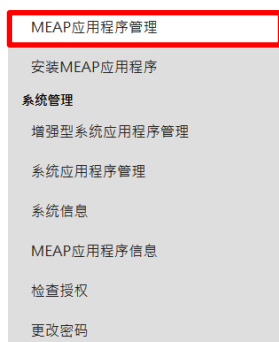 MEAP应用程序管理
安装MEAP应用程序
系统管理
增强型系统应用程序管理
系统应用程序管理
系统信息
MEAP应用程序信息
检查授权
更改密码